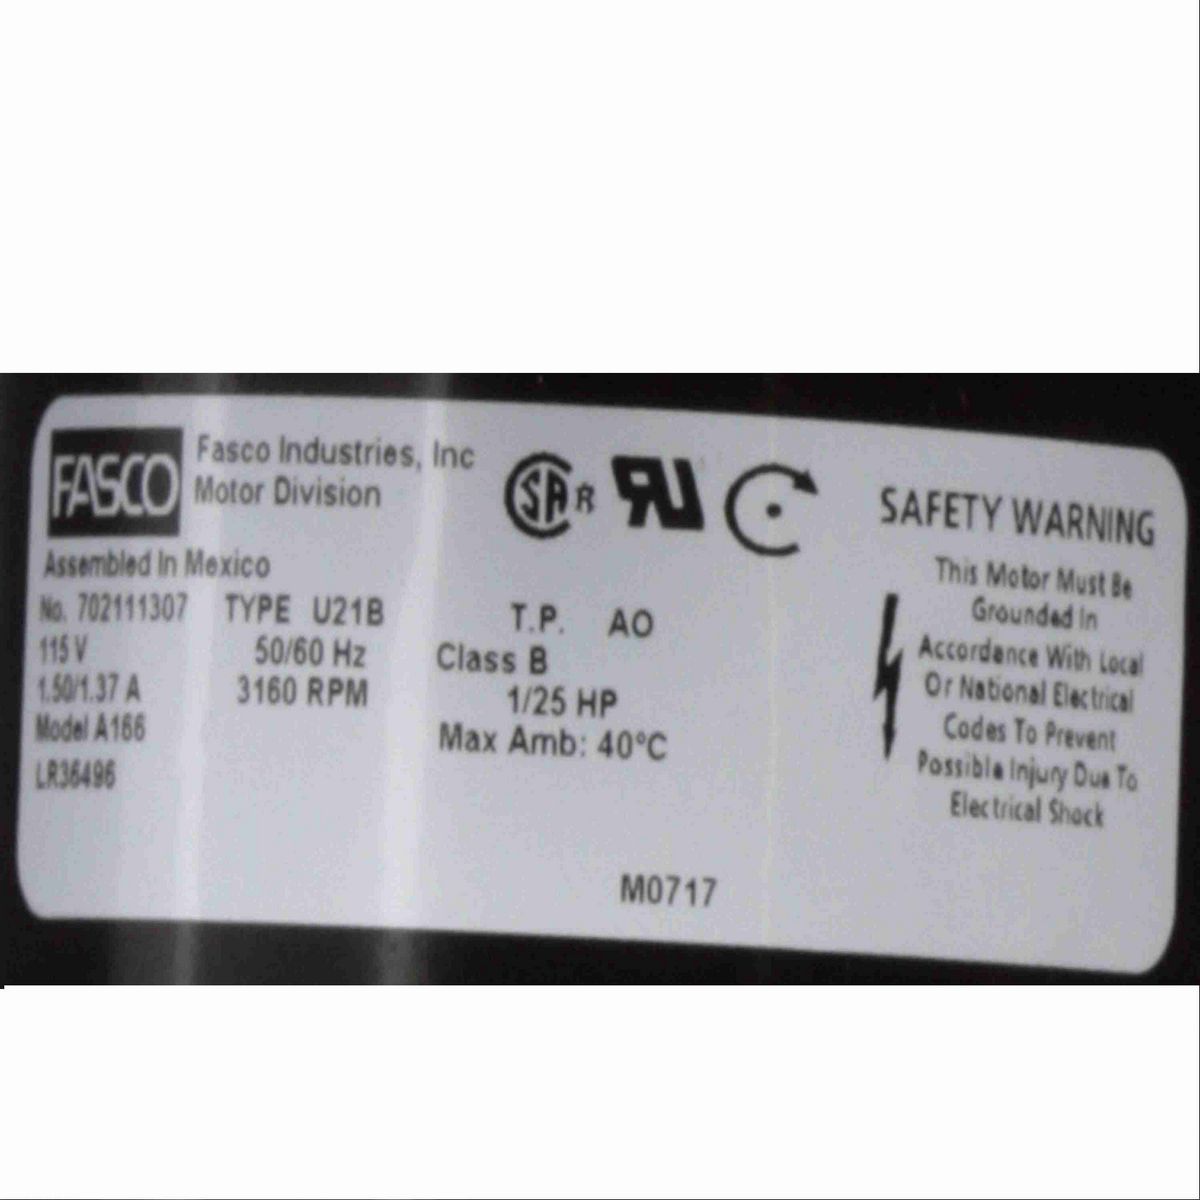 FASCO
Fasco Industries, Inc
Motor Division
Assembled In Mexico
No. 702111307 TYPE U21B
115 V 50/60 Hz
1.50/1.37 A 3160 RPM
Model A166
LR36496
SA R UR
T.P. AO
Class B
1/25 HP
Max Amb: 40°C
M0717
SAFETY WARNING
This Motor Must Be
Grounded In
Accordance With Local
Or National Electrical
Codes To Prevent
Possible Injury Due To
Electrical Shock